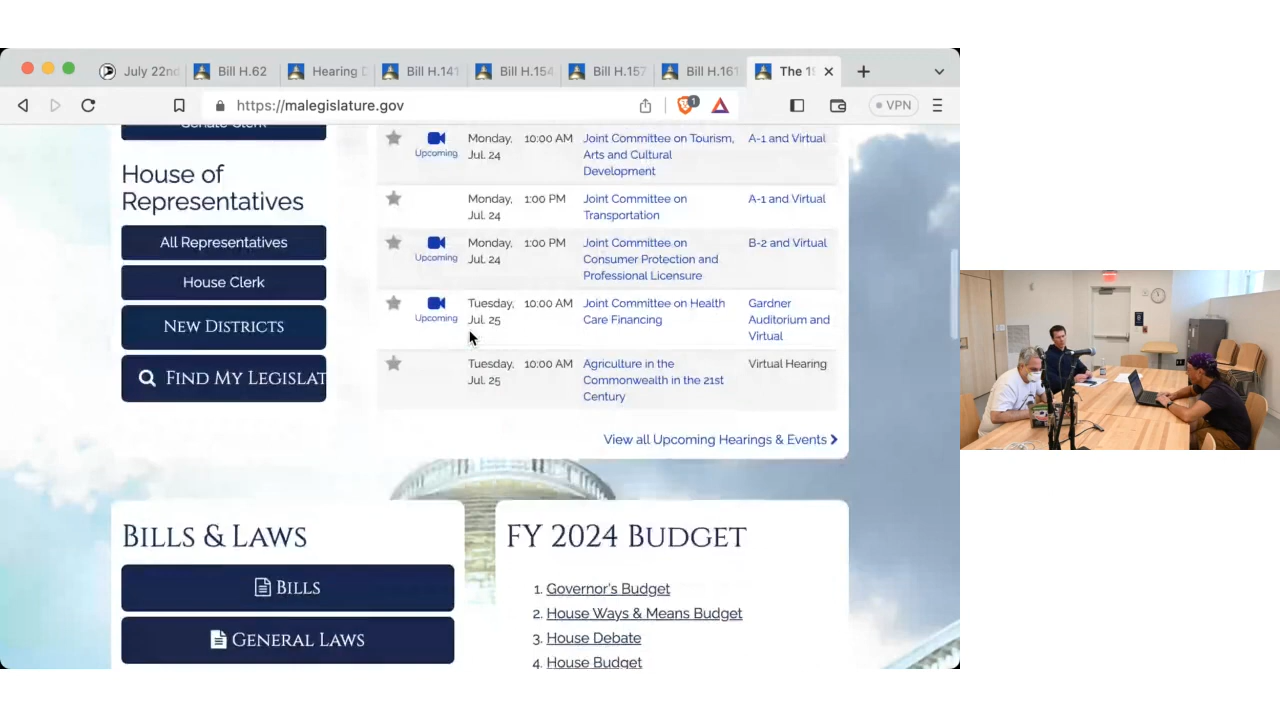 July 22nd
Bill H.62
Hearing D
Bill H.141
Bill H.154
Bill H.157
Bill H.161
The 1
https://malegislature.gov
1
VPN
Senate Clerk
House of
Representatives
All Representatives
House Clerk
NEW DISTRICTS
FIND MY LEGISLAT
Monday, 10:00 AM Joint Committee on Tourism, A-1 and Virtual
Upcoming Jul. 24 Arts and Cultural
Development
Monday, 1:00 PM Joint Committee on A-1 and Virtual
Jul. 24 Transportation
Monday, 1:00 PM Joint Committee on B-2 and Virtual
Upcoming Jul. 24 Consumer Protection and
Professional Licensure
Tuesday, 10:00 AM Joint Committee on Health Gardner
Upcoming Jul. 25 Care Financing Auditorium and
Virtual
Tuesday, 10:00 AM Agriculture in the Virtual Hearing
Jul. 25 Commonwealth in the 21st
Century
View all Upcoming Hearings & Events
BILLS & LAWS
BILLS
GENERAL LAWS
FY 2024 BUDGET
1. Governor's Budget
2. House Ways & Means Budget
3. House Debate
4. House Budget